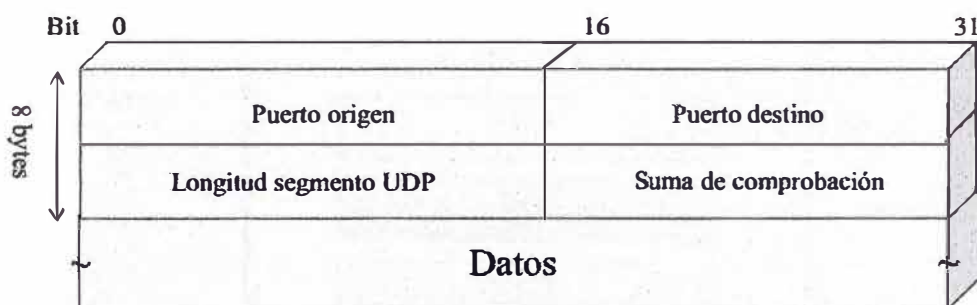 Bit 0 16 31
8 bytes
Puerto origen Puerto destino
Longitud segmento UDP Suma de comprobación
Datos